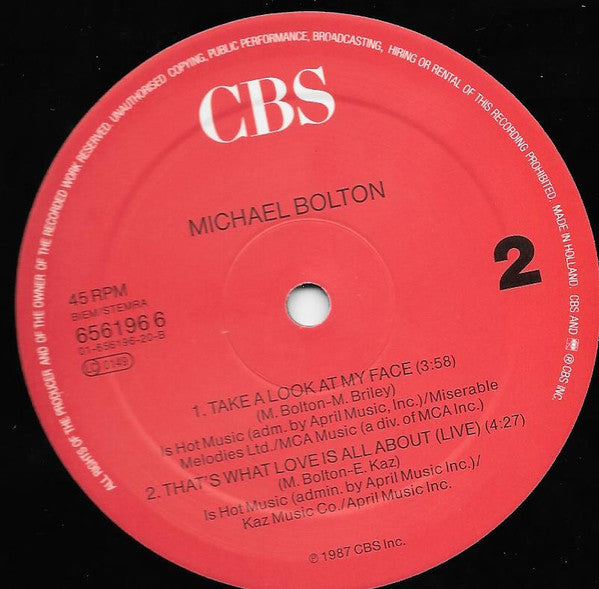 ALL RIGHTS OF THE PRODUCER AND OF THE OWNER OF THE RECORDED WORK RESERVED. UNAUTHORISED COPYING, PUBLIC PERFORMANCE, BROADCASTING, HIRING OR RENTAL OF THIS RECORDING PROHIBITED. MADE IN HOLLAND. CBS AND ℗ CBS INC.
CBS
MICHAEL BOLTON
2
45 RPM
BIEM/STEMRA
656196 6
01-656196-20-B
LC 0149
1. TAKE A LOOK AT MY FACE (3:58)
(M. Bolton-M. Briley)
Is Hot Music (adm. by April Music, Inc.)/Miserable
Melodies Ltd./MCA Music (a div. of MCA Inc.)
2. THAT'S WHAT LOVE IS ALL ABOUT (LIVE) (4:27)
(M. Bolton-E. Kaz)
Is Hot Music (admin. by April Music Inc.)/
Kaz Music Co./April Music Inc.
℗ 1987 CBS Inc.